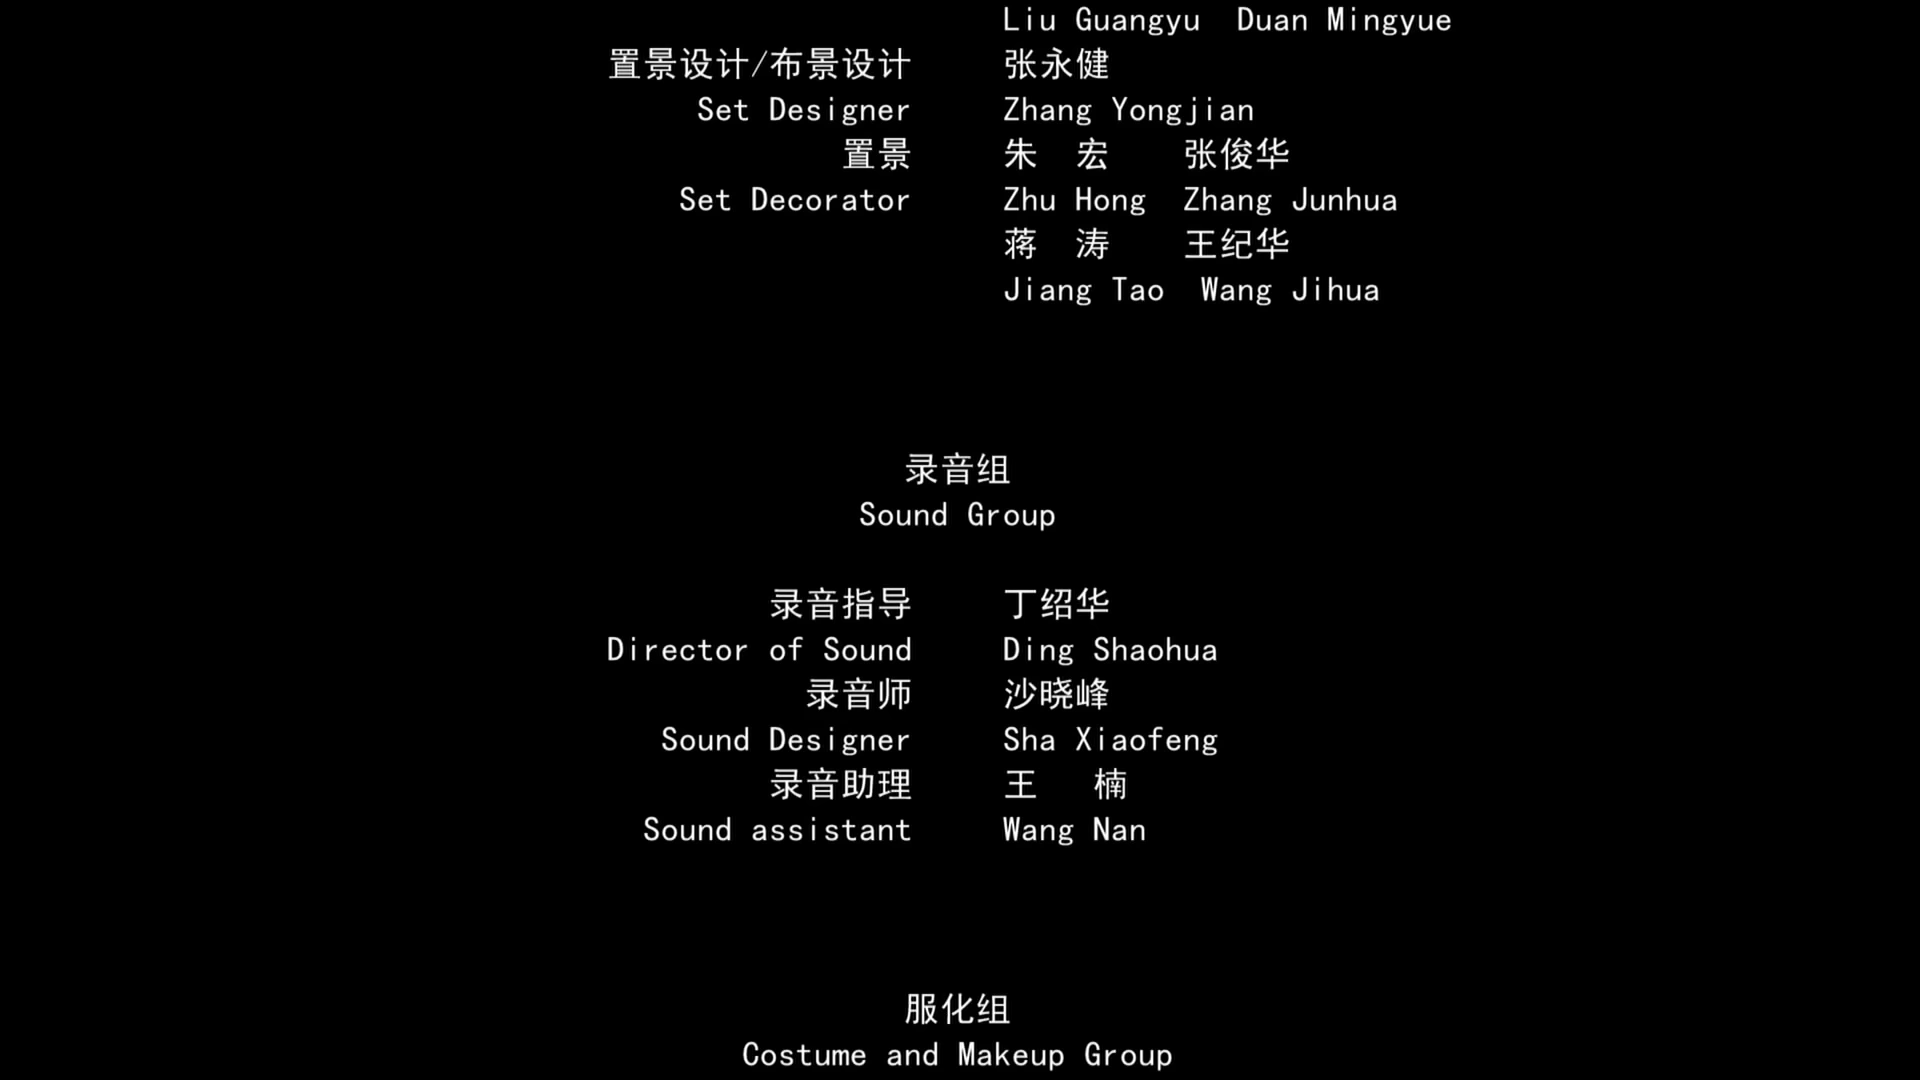 Liu Guangyu  Duan Mingyue
置景设计/布景设计 张永健
Set Designer Zhang Yongjian
置景 朱 宏 张俊华
Set Decorator Zhu Hong Zhang Junhua
蒋 涛 王纪华
Jiang Tao Wang Jihua
录音组
Sound Group
录音指导 丁绍华
Director of Sound Ding Shaohua
录音师 沙晓峰
Sound Designer Sha Xiaofeng
录音助理 王 楠
Sound assistant Wang Nan
服化组
Costume and Makeup Group